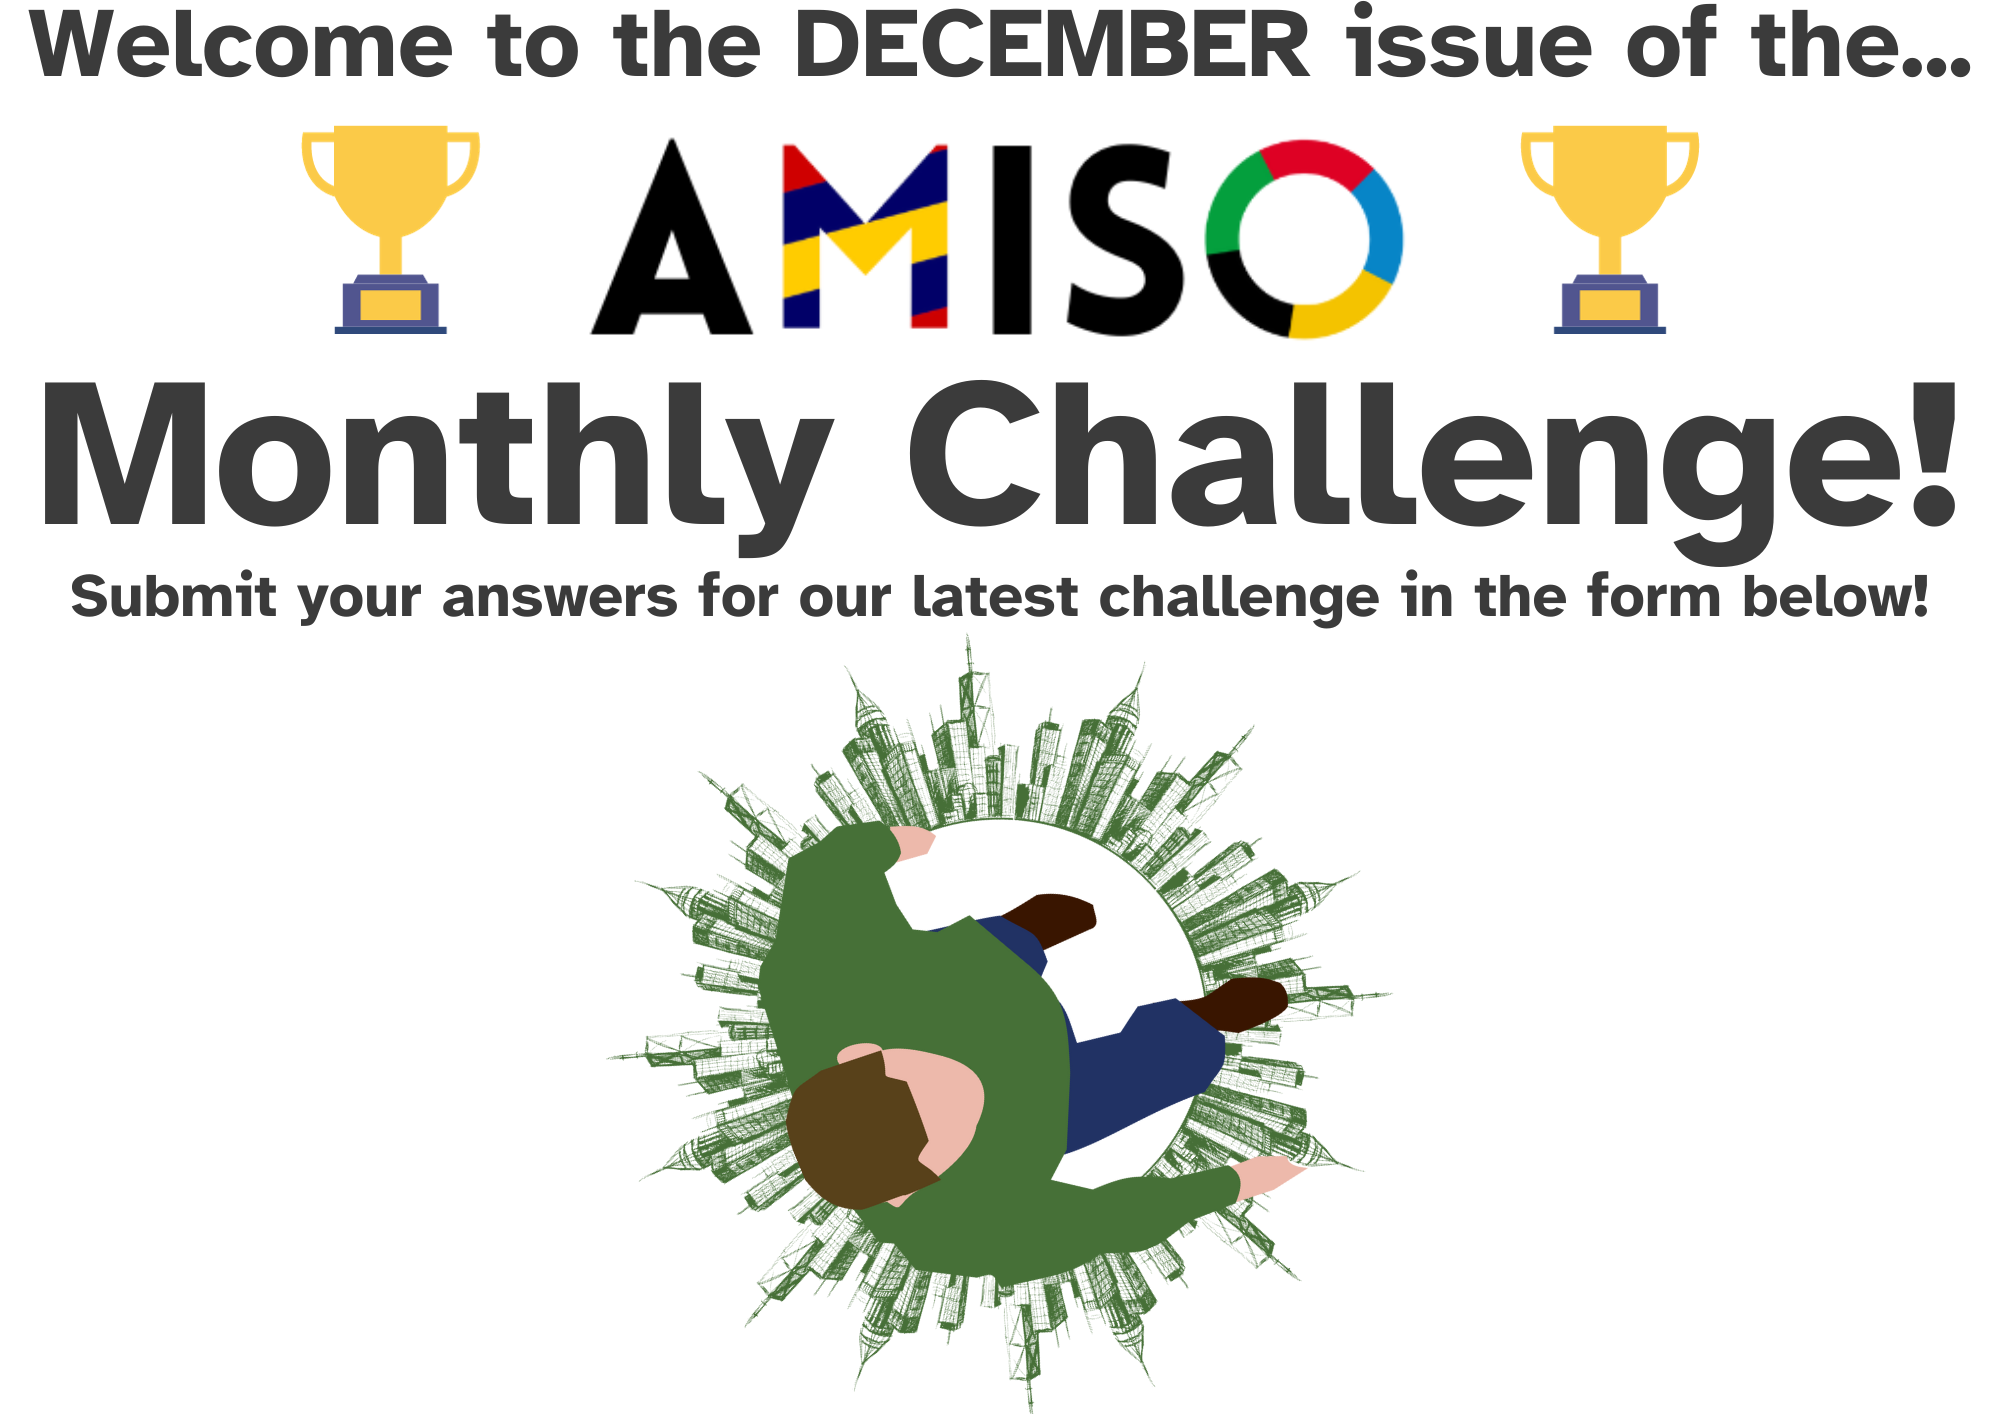 Welcome to the DECEMBER issue of the...
AMISO
Monthly Challenge!
Submit your answers for our latest challenge in the form below!